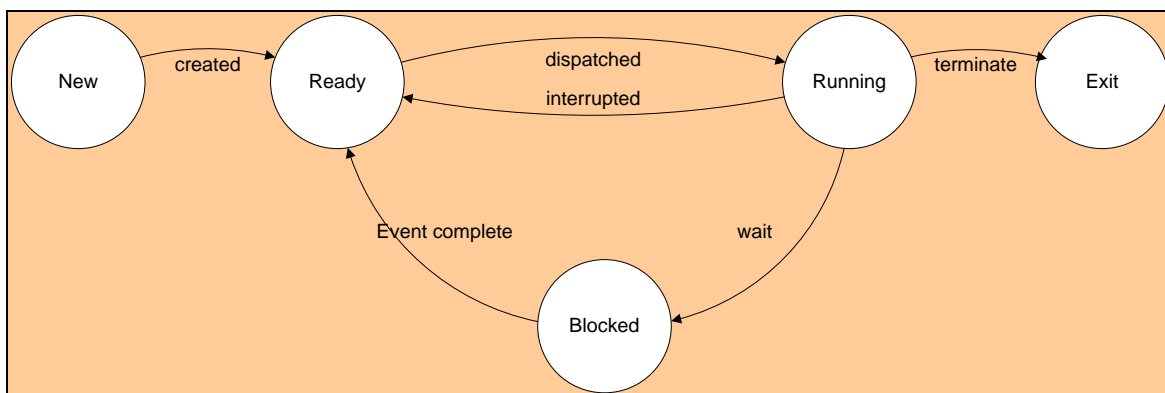 New
created
Ready
dispatched
interrupted
Running
terminate
Exit
Event complete
wait
Blocked